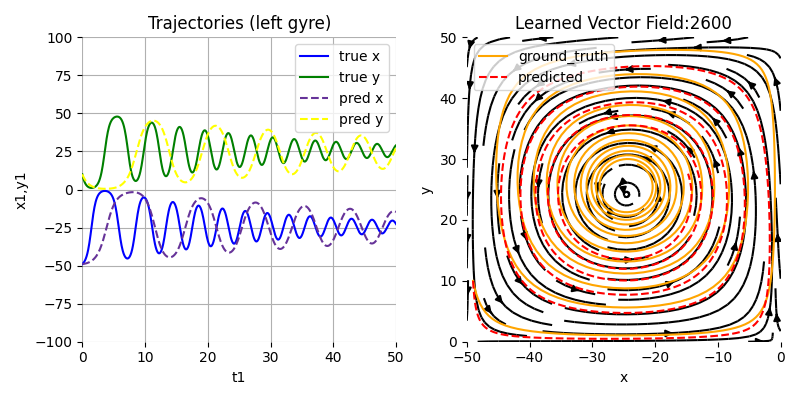 Trajectories (left gyre)
100
75
50
25
0
−25
−50
−75
−100
0
10
20
30
40
50
x1,y1
t1
true x
true y
pred x
pred y
Learned Vector Field:2600
50
40
30
20
10
0
−50
−40
−30
−20
−10
0
y
x
ground_truth
predicted